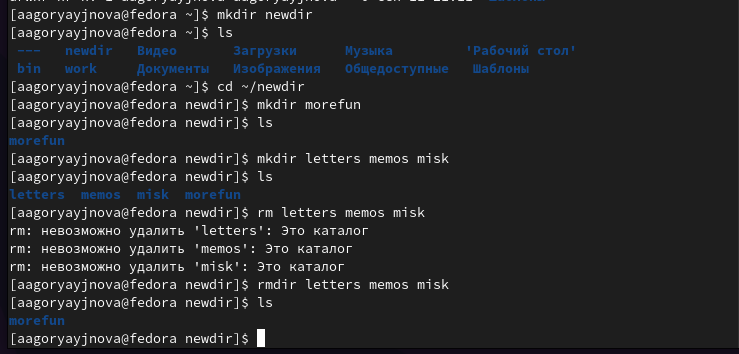 [aagoryayjnova@fedora ~]$ mkdir newdir
[aagoryayjnova@fedora ~]$ ls
--- newdir Видео Загрузки Музыка 'Рабочий стол'
bin work Документы Изображения Общедоступные Шаблоны
[aagoryayjnova@fedora ~]$ cd ~/newdir
[aagoryayjnova@fedora newdir]$ mkdir morefun
[aagoryayjnova@fedora newdir]$ ls
morefun
[aagoryayjnova@fedora newdir]$ mkdir letters memos misk
[aagoryayjnova@fedora newdir]$ ls
letters memos misk morefun
[aagoryayjnova@fedora newdir]$ rm letters memos misk
rm: невозможно удалить 'letters': Это каталог
rm: невозможно удалить 'memos': Это каталог
rm: невозможно удалить 'misk': Это каталог
[aagoryayjnova@fedora newdir]$ rmdir letters memos misk
[aagoryayjnova@fedora newdir]$ ls
morefun
[aagoryayjnova@fedora newdir]$